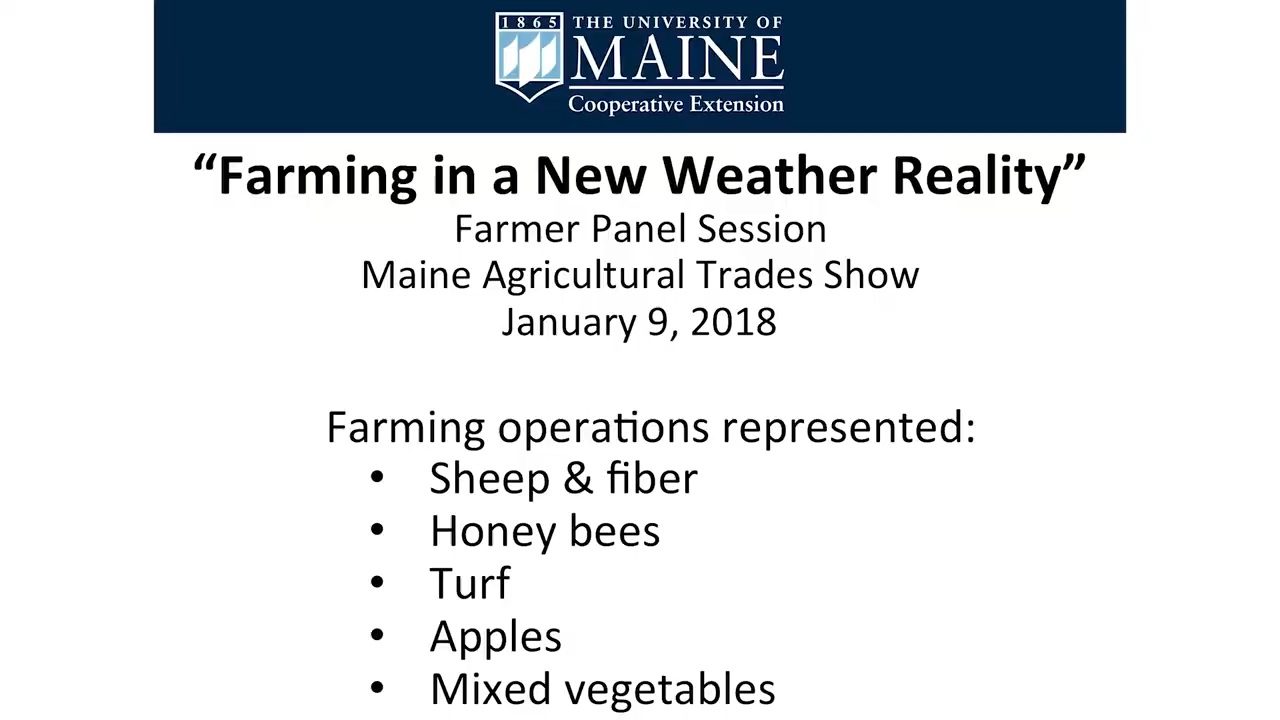 1865 THE UNIVERSITY OF
MAINE
Cooperative Extension
“Farming in a New Weather Reality”
Farmer Panel Session
Maine Agricultural Trades Show
January 9, 2018
Farming operations represented:
• Sheep & fiber
• Honey bees
• Turf
• Apples
• Mixed vegetables